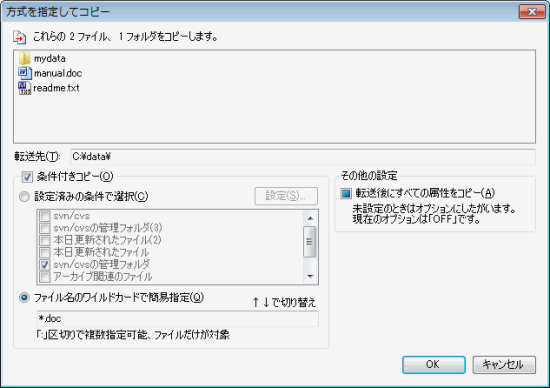 方式を指定してコピー
これらの 2 ファイル、 1 フォルダをコピーします。
mydata
manual.doc
readme.txt
転送先(T):
C:¥data¥
条件付きコピー(O)
設定済みの条件で選択(C)
設定(S)...
svn/cvs
svn/cvsの管理フォルダ(3)
本日更新されたファイル(2)
本日更新されたファイル
svn/cvsの管理フォルダ
アーカイブ関連のファイル
ファイル名のワイルドカードで簡易指定(Q)
↑↓で切り替え
*.doc
「:」区切りで複数指定可能、ファイルだけが対象
その他の設定
転送後にすべての属性をコピー(A)
未設定のときはオプションにしたがいます。
現在のオプションは「OFF」です。
OK
キャンセル